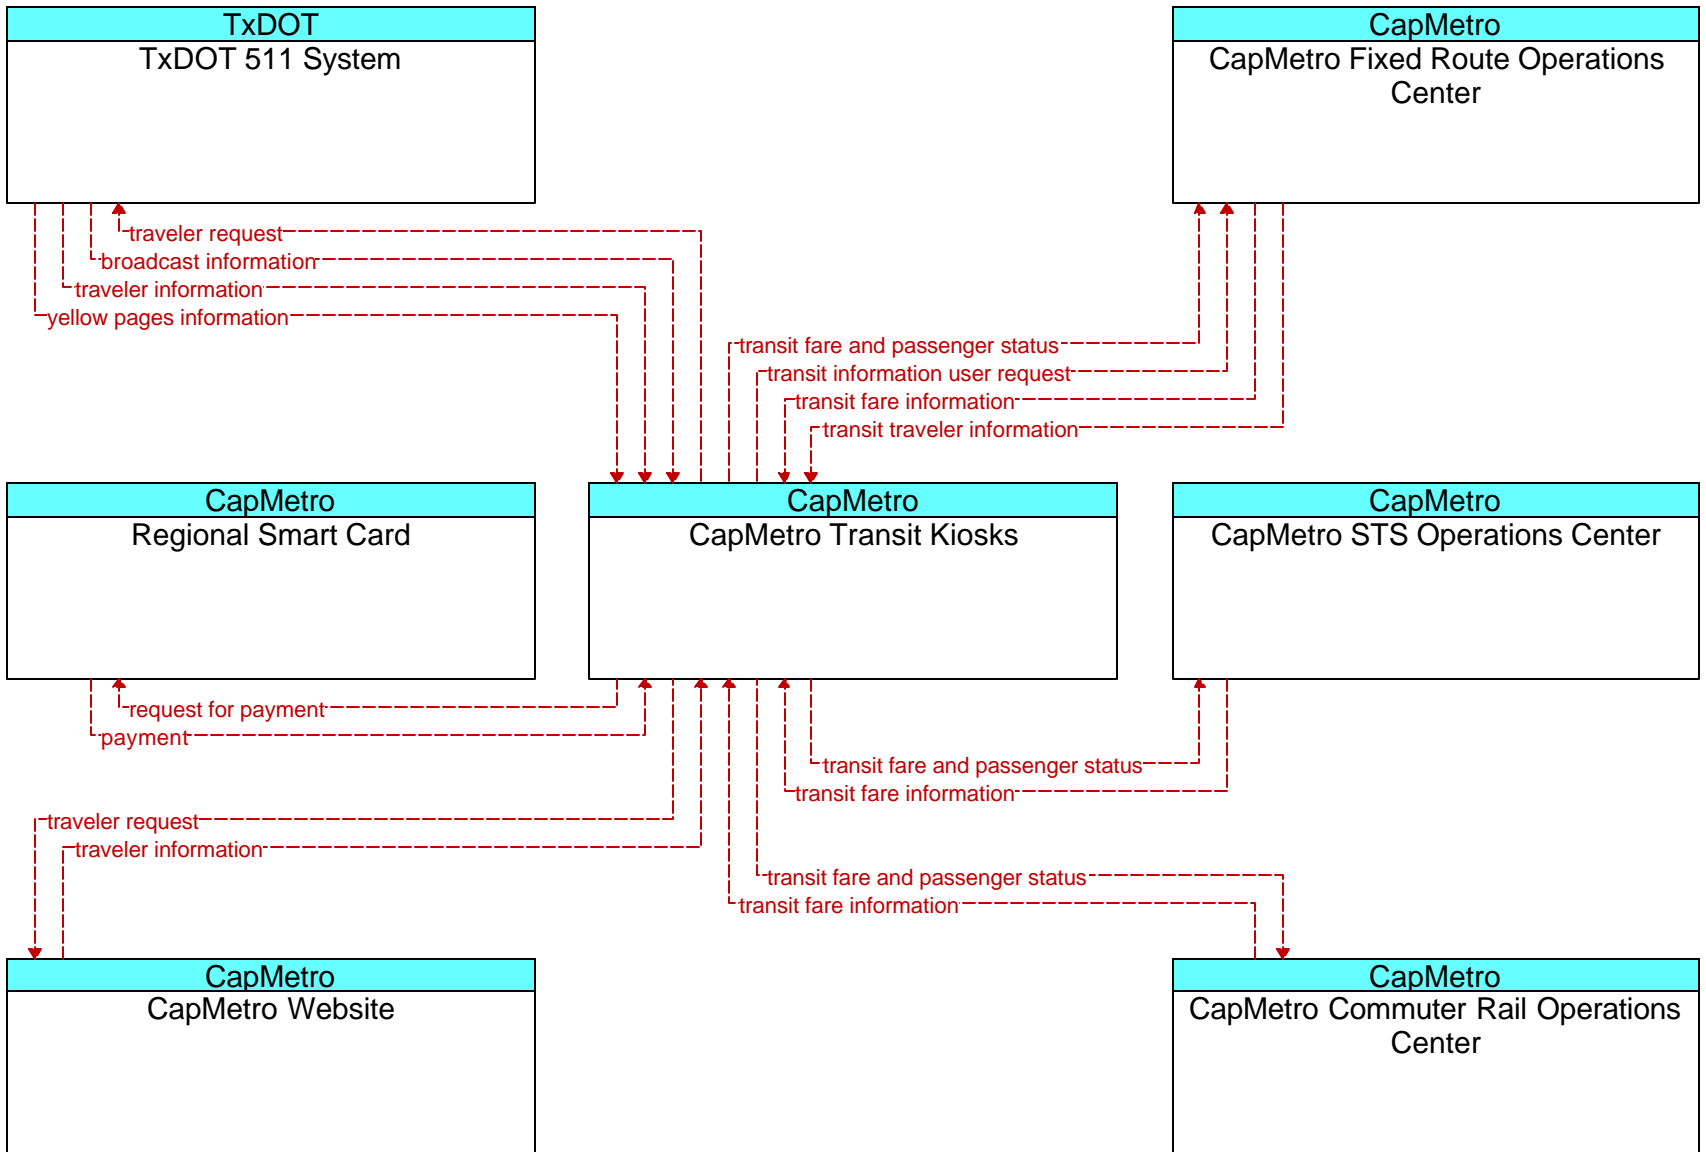 TxDOT
TxDOT 511 System
CapMetro
CapMetro Fixed Route Operations
Center
traveler request
broadcast information
traveler information
yellow pages information
transit fare and passenger status
transit information user request
transit fare information
transit traveler information
CapMetro
Regional Smart Card
CapMetro
CapMetro Transit Kiosks
CapMetro
CapMetro STS Operations Center
request for payment
payment
transit fare and passenger status
transit fare information
traveler request
traveler information
transit fare and passenger status
transit fare information
CapMetro
CapMetro Website
CapMetro
CapMetro Commuter Rail Operations
Center